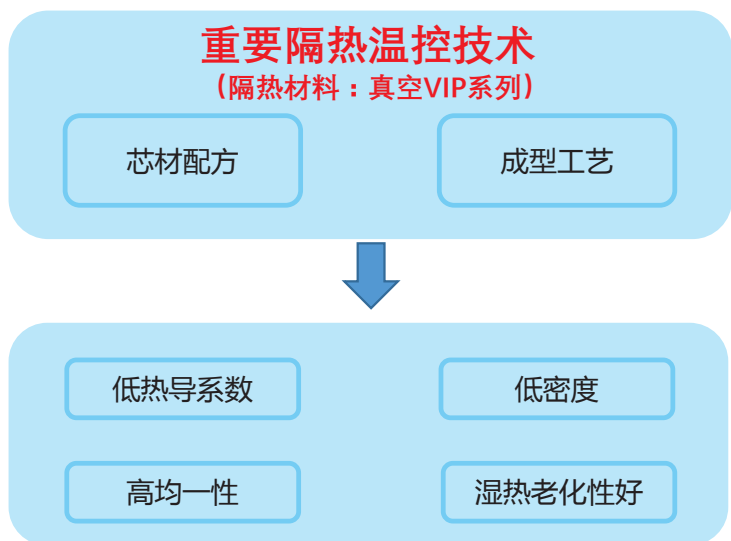 重要隔热温控技术
（隔热材料：真空VIP系列）
芯材配方
成型工艺
低热导系数
低密度
高均一性
湿热老化性好